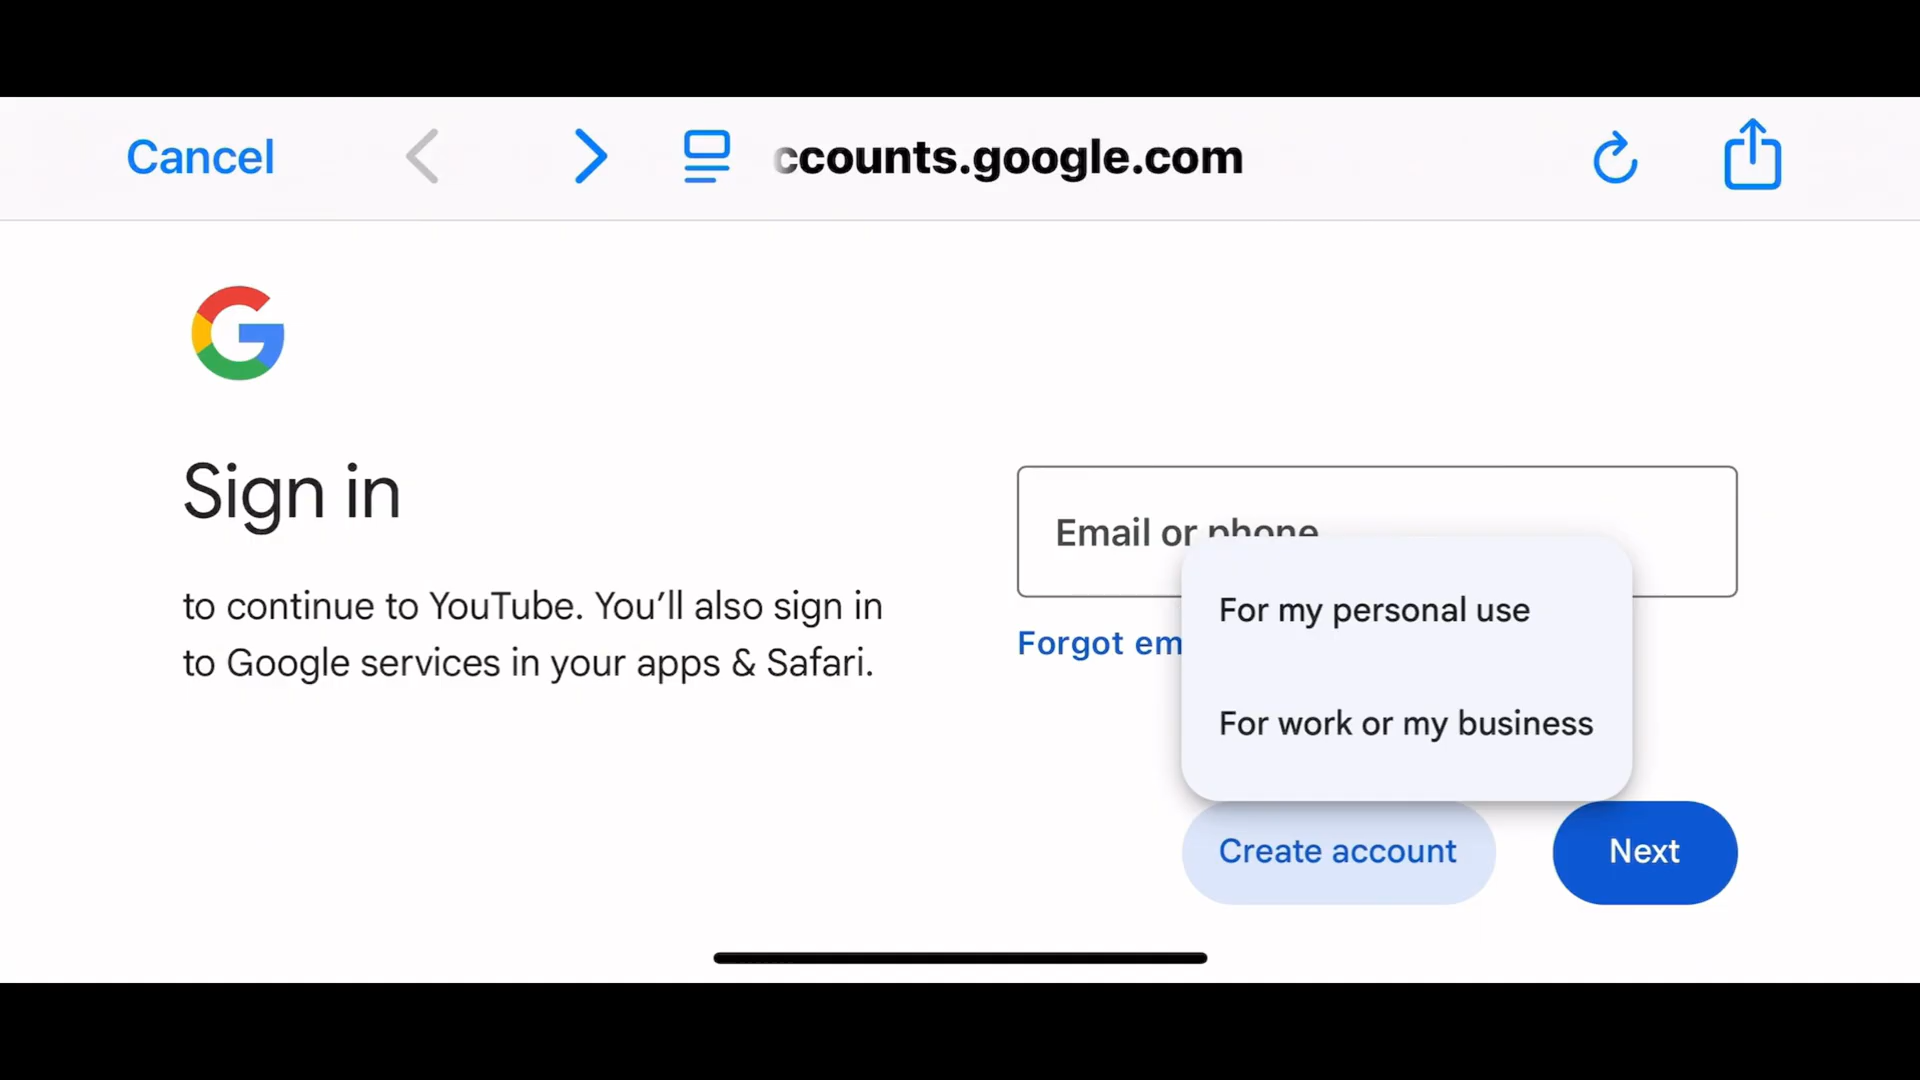 Cancel
ccounts.google.com
Sign in
to continue to YouTube. You’ll also sign in
to Google services in your apps & Safari.
Email or phone
Forgot em
For my personal use
For work or my business
Create account
Next